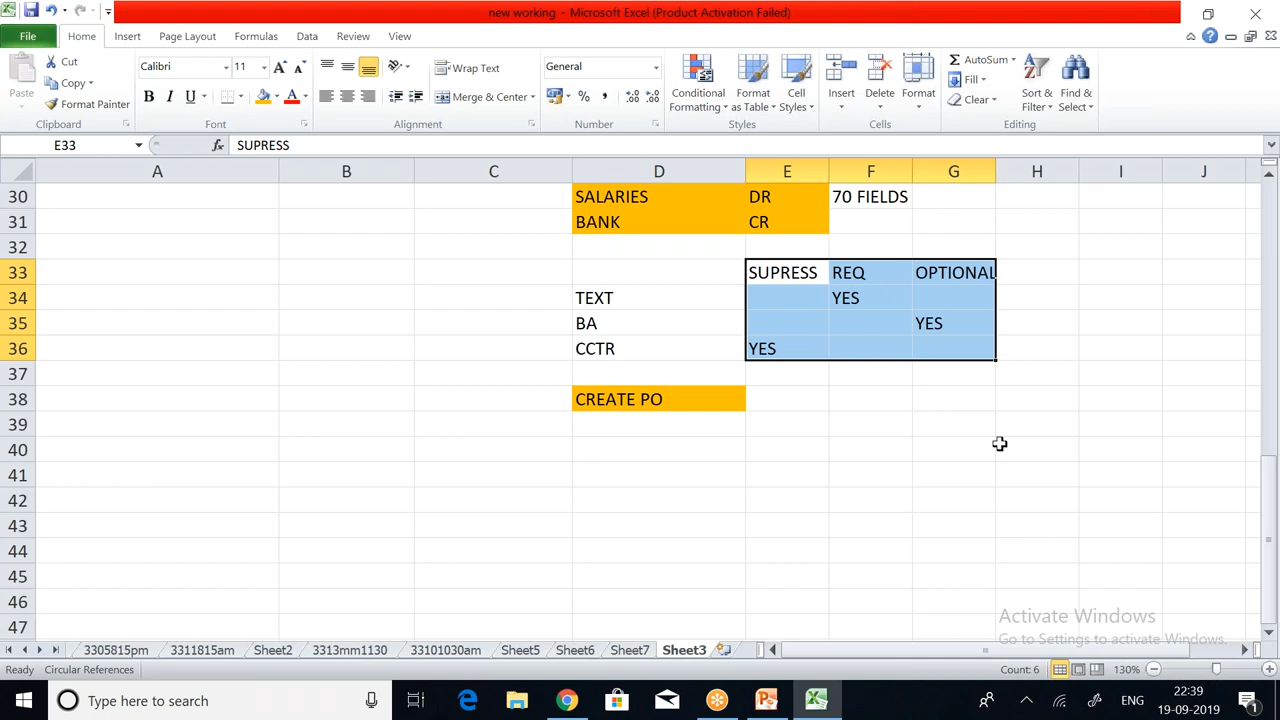 new working - Microsoft Excel (Product Activation Failed)
File Home Insert Page Layout Formulas Data Review View
Paste
Cut
Copy
Format Painter
Clipboard
Calibri 11
B I U A
Font
Wrap Text
Merge & Center
Alignment
General
% ,
Number
Conditional Formatting
Format as Table
Cell Styles
Styles
Insert
Delete
Format
Cells
AutoSum
Fill
Clear
Sort & Filter
Find & Select
Editing
E33 fx SUPRESS
A B C D E F G H I J
30 SALARIES DR 70 FIELDS
31 BANK CR
32
33 SUPRESS REQ OPTIONAL
34 TEXT YES
35 BA YES
36 CCTR YES
37
38 CREATE PO
39
40
41
42
43
44
45
46
47
Activate Windows
Go to Settings to activate Windows.
3305815pm 3311815am Sheet2 3313mm1130 33101030am Sheet5 Sheet6 Sheet7 Sheet3
Ready Circular References Count: 6 130%
Type here to search
ENG
22:39
19-09-2019
1